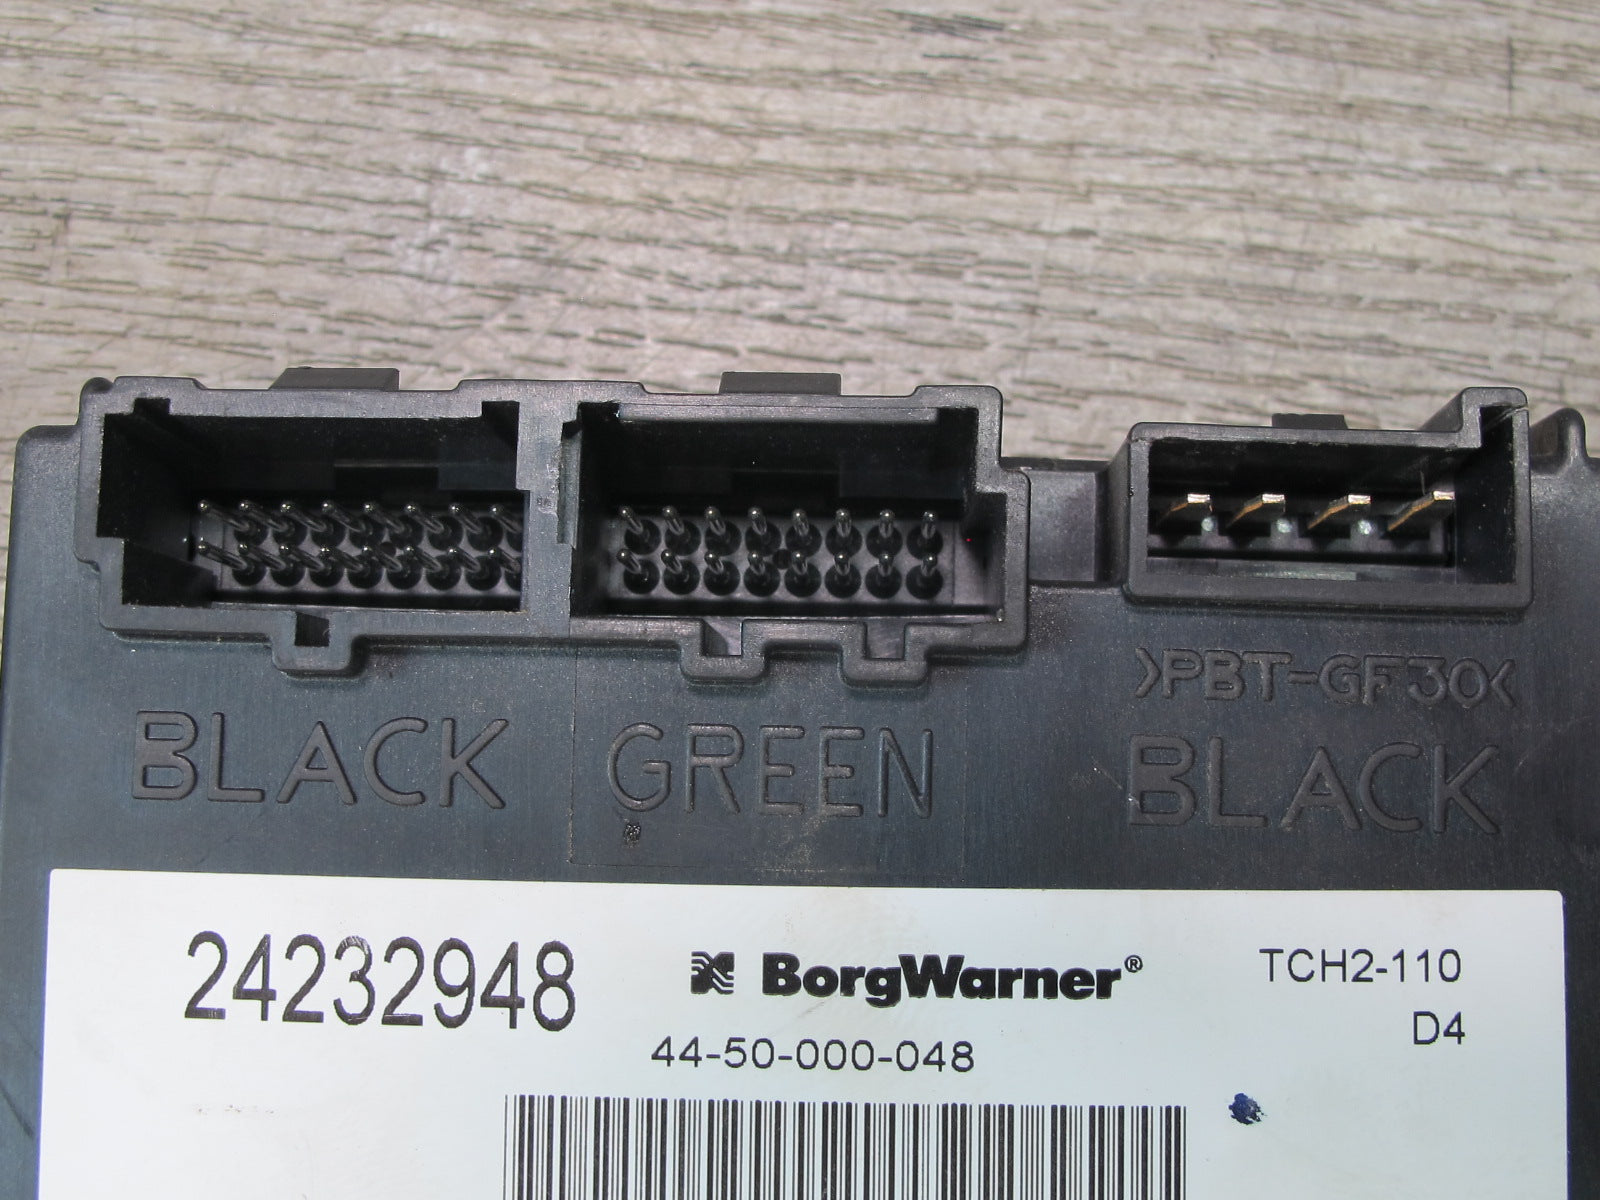 >PBT-GF30<
BLACK GREEN BLACK
24232948 BorgWarner® TCH2-110
D4
44-50-000-048